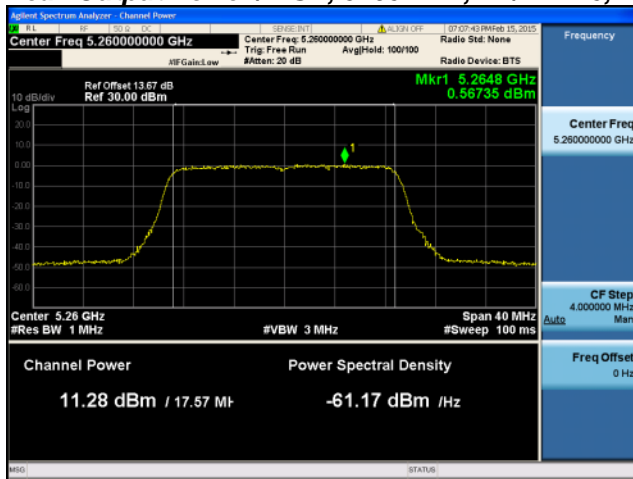 Agilent Spectrum Analyzer - Channel Power
RL RF 50 Ω DC SENSE:INT ALIGN OFF 07:07:43 PM Feb 15, 2015
Center Freq 5.260000000 GHz Center Freq: 5.260000000 GHz Radio Std: None Frequency
Trig: Free Run Avg|Hold: 100/100
#IFGain:Low #Atten: 20 dB Radio Device: BTS
Mkr1 5.2648 GHz
0.56735 dBm
Ref Offset 13.67 dB
10 dB/div Ref 30.00 dBm
Log
20.0
10.0
0.00
-10.0
-20.0
-30.0
-40.0
-50.0
-60.0
1
Center Freq
5.260000000 GHz
Center 5.26 GHz Span 40 MHz
#Res BW 1 MHz #VBW 3 MHz #Sweep 100 ms
CF Step
4.000000 MHz
Auto Man
Channel Power Power Spectral Density
11.28 dBm / 17.57 MH -61.17 dBm /Hz
Freq Offset
0 Hz
MSG STATUS